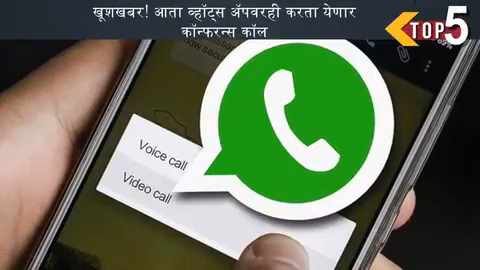 खूशखबर! आता व्हॉट्स अ‍ॅपवरही करता येणार
कॉन्फरन्स कॉल
TOP5
Voice call
Video call